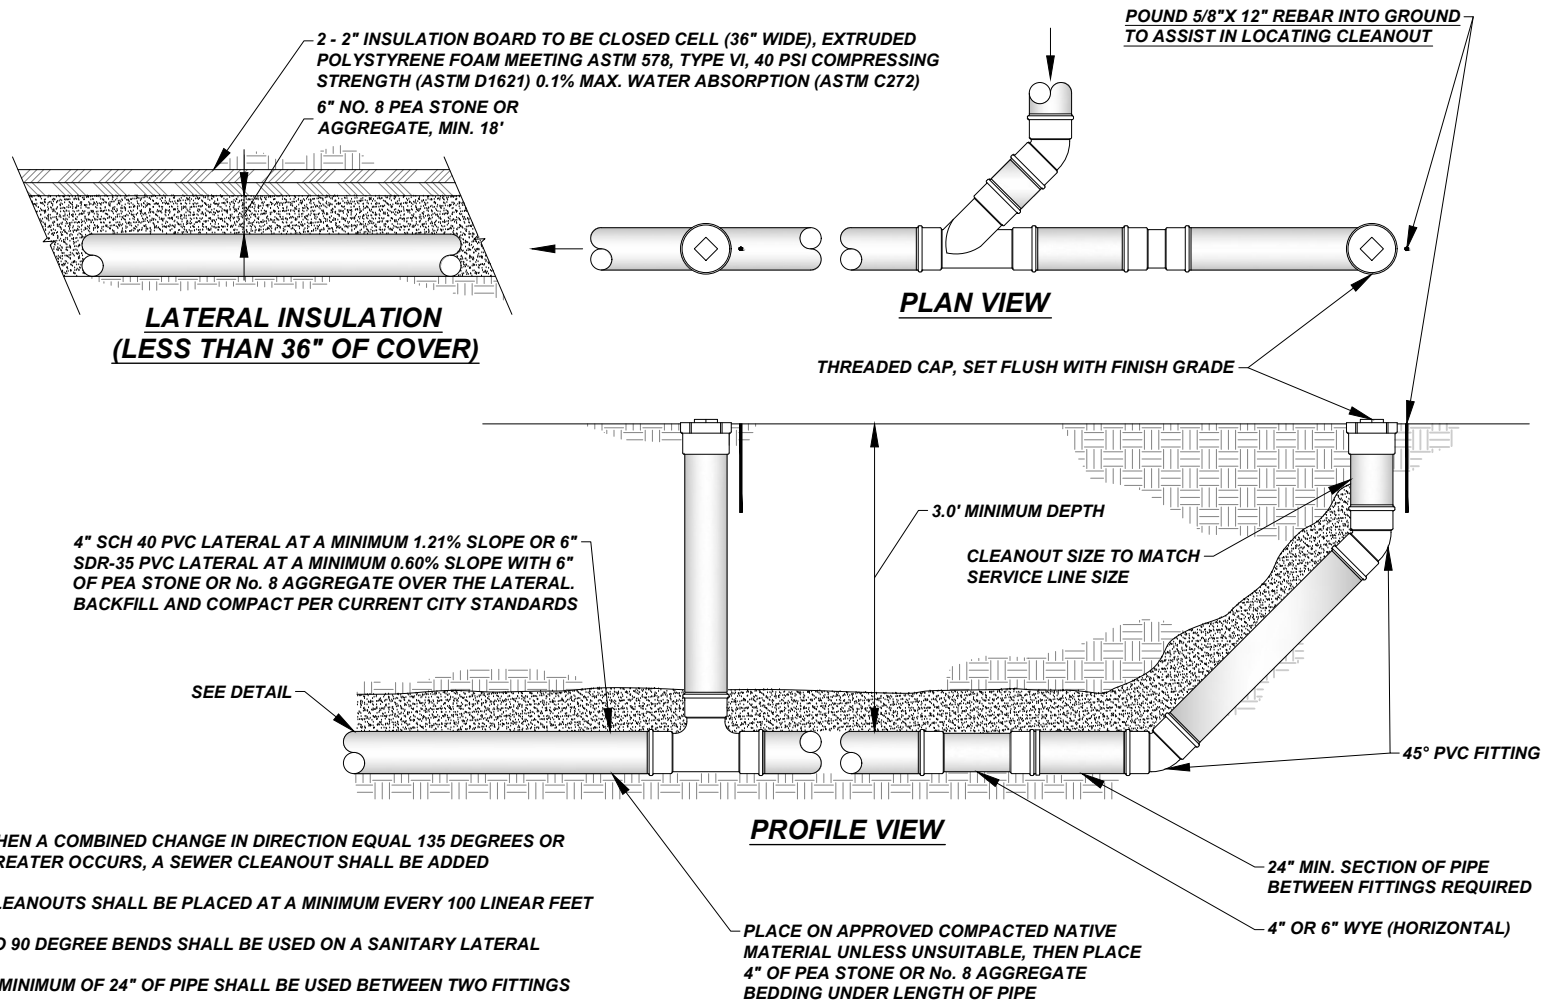 2 - 2" INSULATION BOARD TO BE CLOSED CELL (36" WIDE), EXTRUDED
POLYSTYRENE FOAM MEETING ASTM 578, TYPE VI, 40 PSI COMPRESSING
STRENGTH (ASTM D1621) 0.1% MAX. WATER ABSORPTION (ASTM C272)
6" NO. 8 PEA STONE OR
AGGREGATE, MIN. 18'
LATERAL INSULATION
(LESS THAN 36" OF COVER)
POUND 5/8"X 12" REBAR INTO GROUND
TO ASSIST IN LOCATING CLEANOUT
PLAN VIEW
THREADED CAP, SET FLUSH WITH FINISH GRADE
3.0' MINIMUM DEPTH
CLEANOUT SIZE TO MATCH
SERVICE LINE SIZE
4" SCH 40 PVC LATERAL AT A MINIMUM 1.21% SLOPE OR 6"
SDR-35 PVC LATERAL AT A MINIMUM 0.60% SLOPE WITH 6"
OF PEA STONE OR No. 8 AGGREGATE OVER THE LATERAL.
BACKFILL AND COMPACT PER CURRENT CITY STANDARDS
SEE DETAIL
45° PVC FITTING
PROFILE VIEW
HEN A COMBINED CHANGE IN DIRECTION EQUAL 135 DEGREES OR
REATER OCCURS, A SEWER CLEANOUT SHALL BE ADDED
LEANOUTS SHALL BE PLACED AT A MINIMUM EVERY 100 LINEAR FEET
O 90 DEGREE BENDS SHALL BE USED ON A SANITARY LATERAL
MINIMUM OF 24" OF PIPE SHALL BE USED BETWEEN TWO FITTINGS
PLACE ON APPROVED COMPACTED NATIVE
MATERIAL UNLESS UNSUITABLE, THEN PLACE
4" OF PEA STONE OR No. 8 AGGREGATE
BEDDING UNDER LENGTH OF PIPE
24" MIN. SECTION OF PIPE
BETWEEN FITTINGS REQUIRED
4" OR 6" WYE (HORIZONTAL)